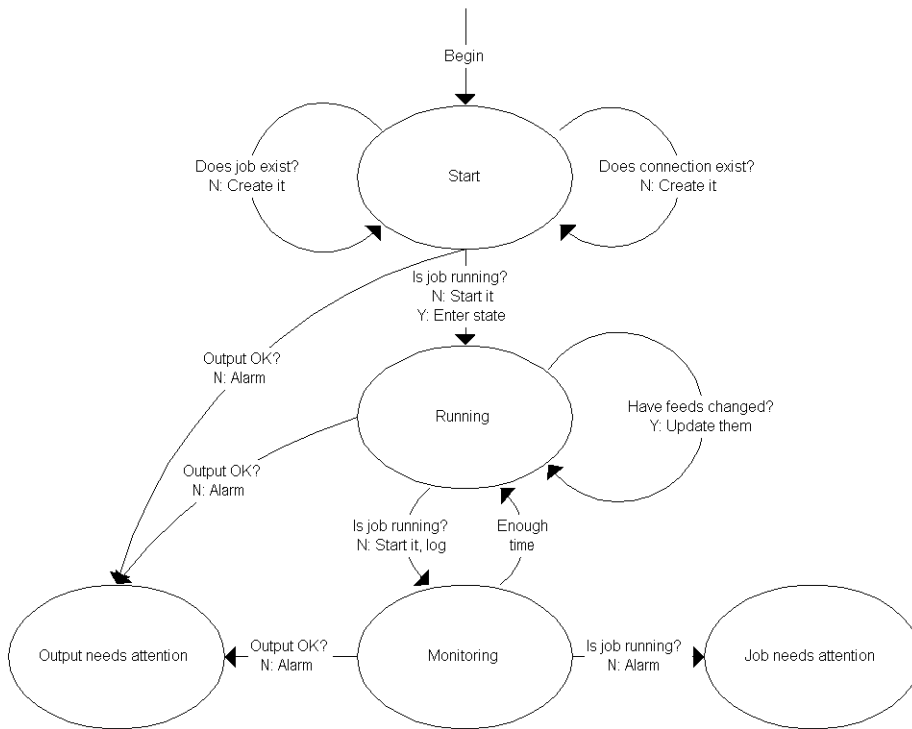 Begin
Does job exist?
N: Create it
Start
Does connection exist?
N: Create it
Is job running?
N: Start it
Y: Enter state
Output OK?
N: Alarm
Running
Have feeds changed?
Y: Update them
Output OK?
N: Alarm
Is job running?
N: Start it, log
Enough
time
Output needs attention
Output OK?
N: Alarm
Monitoring
Is job running?
N: Alarm
Job needs attention